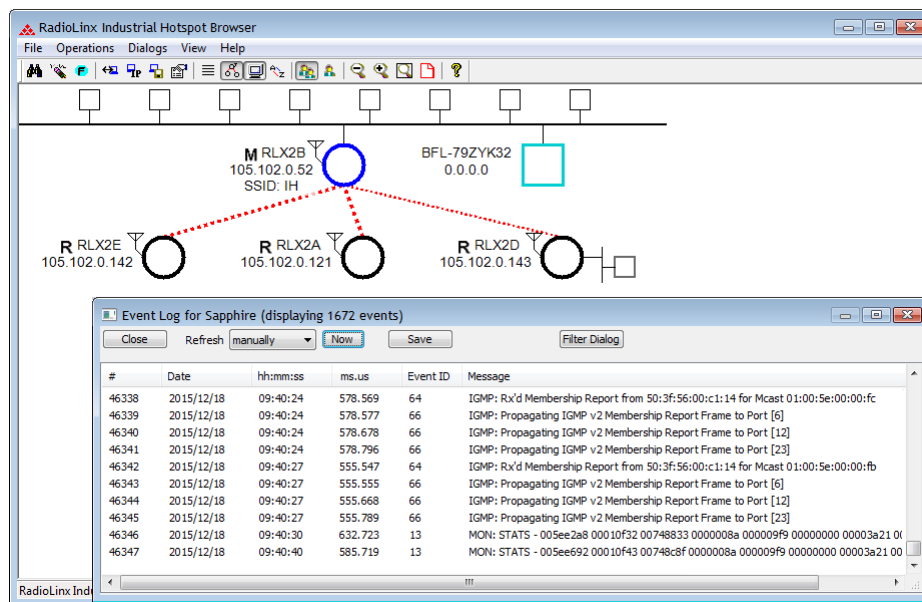 RadioLinx Industrial Hotspot Browser
File Operations Dialogs View Help
M RLX2B
105.102.0.52
SSID: IH
BFL-79ZYK32
0.0.0.0
R RLX2E
105.102.0.142
R RLX2A
105.102.0.121
R RLX2D
105.102.0.143
Event Log for Sapphire (displaying 1672 events)
Close Refresh manually Now Save Filter Dialog
# Date hh:mm:ss ms.us Event ID Message
46338 2015/12/18 09:40:24 578.569 64 IGMP: Rx'd Membership Report from 50:3f:56:00:c1:14 for Mcast 01:00:5e:00:00:fc
46339 2015/12/18 09:40:24 578.577 66 IGMP: Propagating IGMP v2 Membership Report Frame to Port [6]
46340 2015/12/18 09:40:24 578.678 66 IGMP: Propagating IGMP v2 Membership Report Frame to Port [12]
46341 2015/12/18 09:40:24 578.796 66 IGMP: Propagating IGMP v2 Membership Report Frame to Port [23]
46342 2015/12/18 09:40:27 555.547 64 IGMP: Rx'd Membership Report from 50:3f:56:00:c1:14 for Mcast 01:00:5e:00:00:fb
46343 2015/12/18 09:40:27 555.555 66 IGMP: Propagating IGMP v2 Membership Report Frame to Port [6]
46344 2015/12/18 09:40:27 555.668 66 IGMP: Propagating IGMP v2 Membership Report Frame to Port [12]
46345 2015/12/18 09:40:27 555.789 66 IGMP: Propagating IGMP v2 Membership Report Frame to Port [23]
46346 2015/12/18 09:40:30 632.723 13 MON: STATS - 005ee2a8 00010f32 00748833 0000008a 000009f9 00000000 00003a21 00
46347 2015/12/18 09:40:40 585.719 13 MON: STATS - 005ee692 00010f43 00748c8f 0000008a 000009f9 00000000 00003a21 00
RadioLinx Ind